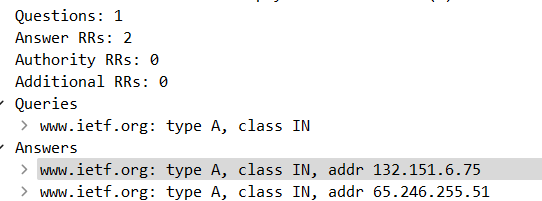 Questions: 1
Answer RRs: 2
Authority RRs: 0
Additional RRs: 0
Queries
www.ietf.org: type A, class IN
Answers
www.ietf.org: type A, class IN, addr 132.151.6.75
www.ietf.org: type A, class IN, addr 65.246.255.51